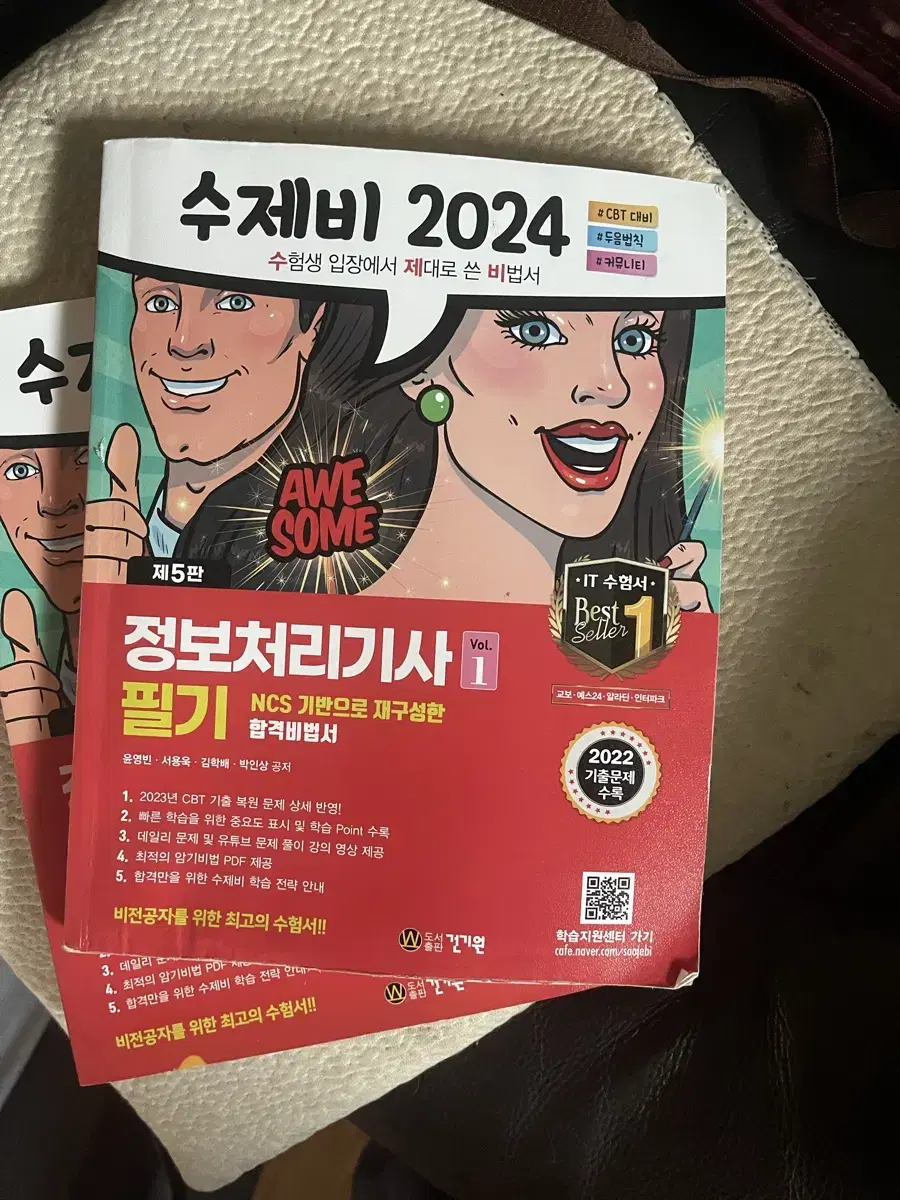 수제비 2024
수험생 입장에서 제대로 쓴 비법서
#CBT 대비
#두음법칙
#커뮤니티
AWE
SOME
제5판
IT 수험서
Best
Seller 1
교보·예스24·알라딘·인터파크
정보처리기사 Vol. 1
필기 NCS 기반으로 재구성한
합격비법서
윤영빈·서용욱·김학배·박인상 공저
2022
기출문제
수록
1. 2023년 CBT 기출 복원 문제 상세 반영!
2. 빠른 학습을 위한 중요도 표시 및 학습 Point 수록
3. 데일리 문제 및 유튜브 문제 풀이 강의 영상 제공
4. 최적의 암기비법 PDF 제공
5. 합격만을 위한 수제비 학습 전략 안내
비전공자를 위한 최고의 수험서!!
도서
출판 건기원
학습지원센터 가기
cafe.naver.com/soojebi
수제
3. 데일리
4. 최적의 암기비법 PDF
5. 합격만을 위한 수제비 학습 전략 안내
비전공자를 위한 최고의 수험서!!
도서
출판 건기원